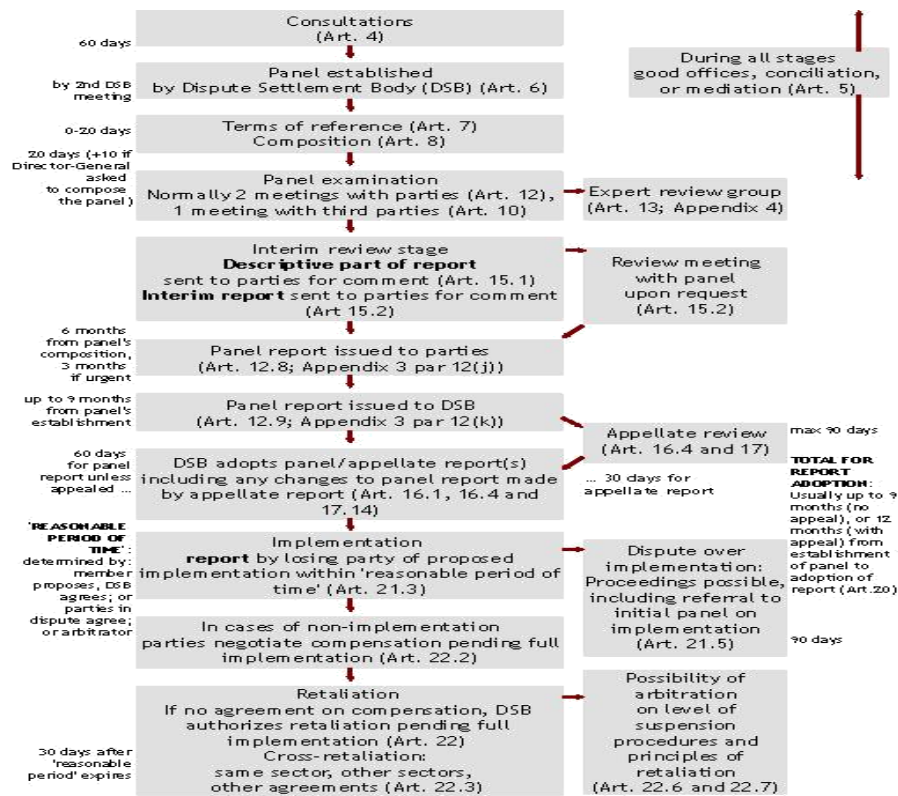 Consultations
(Art. 4)
60 days
During all stages
good offices, conciliation,
or mediation (Art. 5)
Panel established
by Dispute Settlement Body (DSB) (Art. 6)
by 2nd DSB
meeting
0-20 days
Terms of reference (Art. 7)
Composition (Art. 8)
20 days (+10 if
Director-General
asked
to compose
the panel)
Panel examination
Normally 2 meetings with parties (Art. 12),
1 meeting with third parties (Art. 10)
Expert review group
(Art. 13; Appendix 4)
Interim review stage
Descriptive part of report
sent to parties for comment (Art. 15.1)
Interim report sent to parties for comment
(Art 15.2)
Review meeting
with panel
upon request
(Art. 15.2)
6 months
from panel's
composition,
3 months
if urgent
Panel report issued to parties
(Art. 12.8; Appendix 3 par 12(j))
up to 9 months
from panel's
establishment
Panel report issued to DSB
(Art. 12.9; Appendix 3 par 12(k))
Appellate review
(Art. 16.4 and 17)
max 90 days
60 days
for panel
report unless
appealed ...
DSB adopts panel/appellate report(s)
including any changes to panel report made
by appellate report (Art. 16.1, 16.4 and
17.14)
... 30 days for
appellate report
TOTAL FOR
REPORT
ADOPTION:
Usually up to 9
months (no
appeal), or 12
months (with
appeal) from
establishment
of panel to
adoption of
report (Art.20)
'REASONABLE
PERIOD OF
TIME':
determined by:
member
proposes, DSB
agrees; or
parties in
dispute agree;
or arbitrator
Implementation
report by losing party of proposed
implementation within 'reasonable period of
time' (Art. 21.3)
Dispute over
implementation:
Proceedings possible,
including referral to
initial panel on
implementation
(Art. 21.5)
90 days
In cases of non-implementation
parties negotiate compensation pending full
implementation (Art. 22.2)
Retaliation
If no agreement on compensation, DSB
authorizes retaliation pending full
implementation (Art. 22)
Cross-retaliation:
same sector, other sectors,
other agreements (Art. 22.3)
30 days after
'reasonable
period' expires
Possibility of
arbitration
on level of
suspension
procedures and
principles of
retaliation
(Art. 22.6 and 22.7)